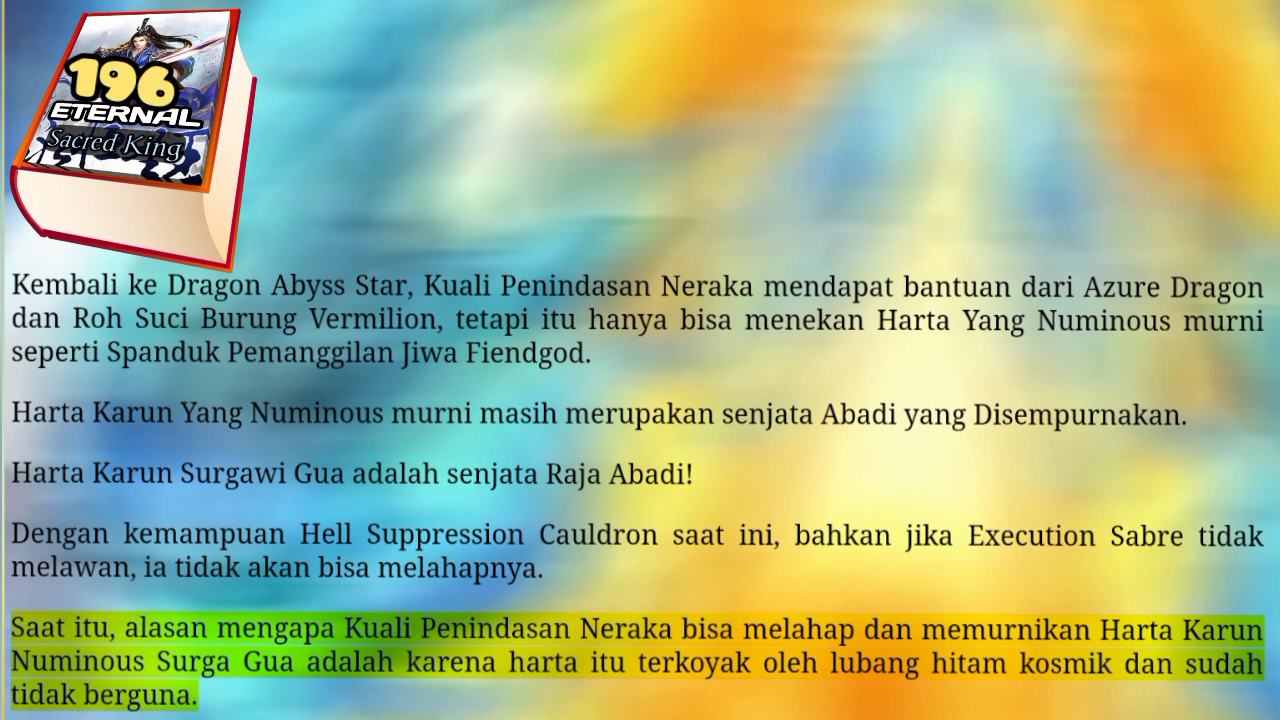 196
ETERNAL
Sacred King
Kembali ke Dragon Abyss Star, Kuali Penindasan Neraka mendapat bantuan dari Azure Dragon
dan Roh Suci Burung Vermilion, tetapi itu hanya bisa menekan Harta Yang Numinous murni
seperti Spanduk Pemanggilan Jiwa Fiendgod.
Harta Karun Yang Numinous murni masih merupakan senjata Abadi yang Disempurnakan.
Harta Karun Surgawi Gua adalah senjata Raja Abadi!
Dengan kemampuan Hell Suppression Cauldron saat ini, bahkan jika Execution Sabre tidak
melawan, ia tidak akan bisa melahapnya.
Saat itu, alasan mengapa Kuali Penindasan Neraka bisa melahap dan memurnikan Harta Karun
Numinous Surga Gua adalah karena harta itu terkoyak oleh lubang hitam kosmik dan sudah
tidak berguna.